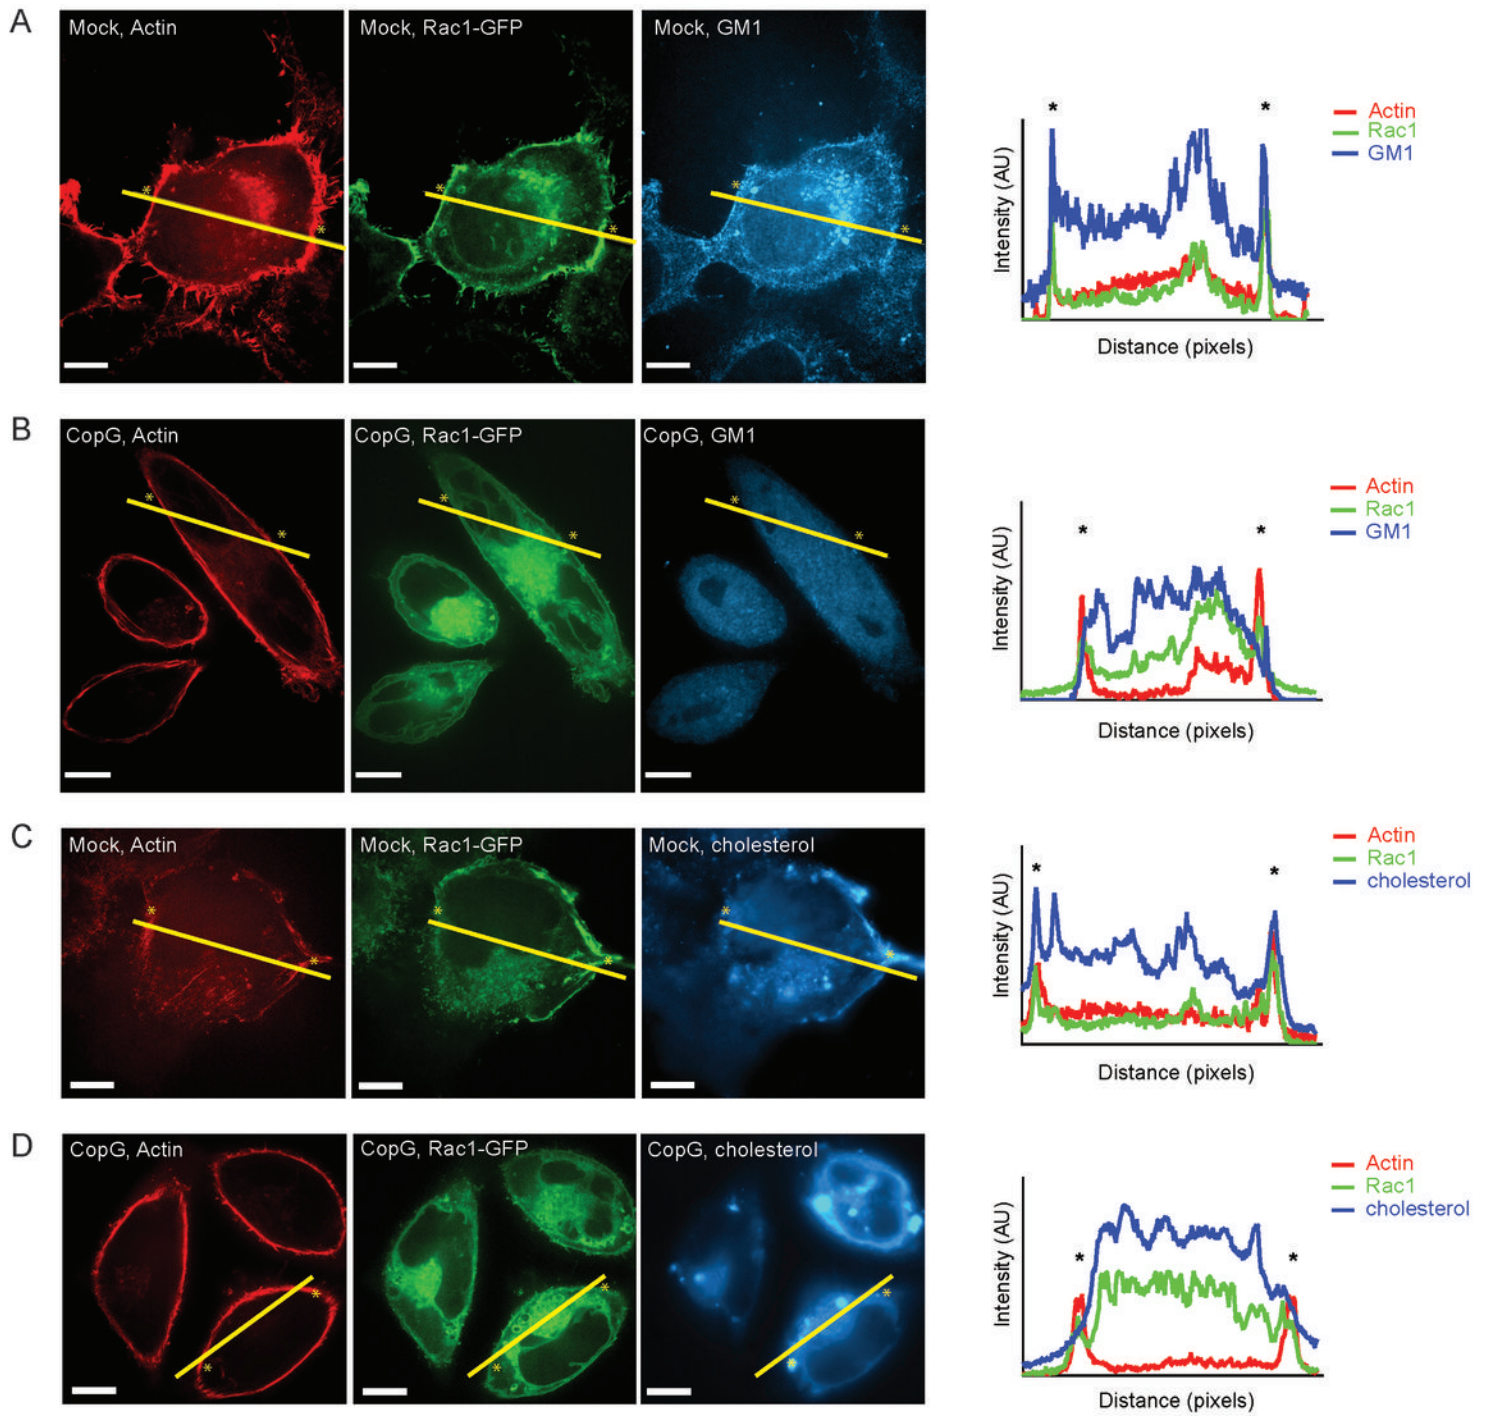 A
Mock, Actin
Mock, Rac1-GFP
Mock, GM1
*
*
*
*
*
*
*
*
Intensity (AU)
Distance (pixels)
Actin
Rac1
GM1
B
CopG, Actin
CopG, Rac1-GFP
CopG, GM1
*
*
*
*
*
*
*
*
Intensity (AU)
Distance (pixels)
Actin
Rac1
GM1
C
Mock, Actin
Mock, Rac1-GFP
Mock, cholesterol
*
*
*
*
*
*
*
*
Intensity (AU)
Distance (pixels)
Actin
Rac1
cholesterol
D
CopG, Actin
CopG, Rac1-GFP
CopG, cholesterol
*
*
*
*
*
*
*
*
Intensity (AU)
Distance (pixels)
Actin
Rac1
cholesterol